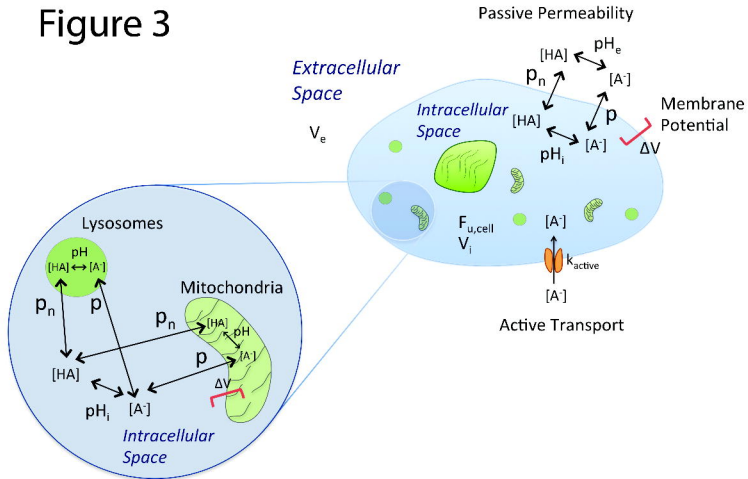 Figure 3
Passive Permeability
[HA]
pHe
[A-]
pn
p
Extracellular
Space
Ve
Intracellular
Space
[HA]
pHi
[A-]
Membrane
Potential
ΔV
Fu,cell
Vi
[A-]
kactive
[A-]
Active Transport
Lysosomes
pH
[HA]
[A-]
pn
p
Mitochondria
pn
[HA]
pH
p
[A-]
ΔV
[HA]
pHi
[A-]
Intracellular
Space